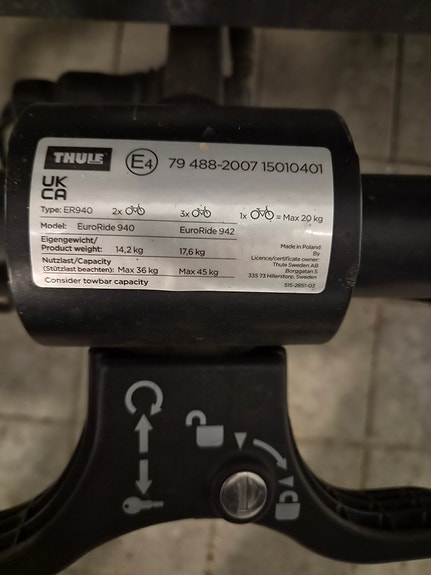 THULE E4 79 488-2007 15010401
UK
CA
Type: ER940 2x 3x 1x = Max 20 kg
Model: EuroRide 940 EuroRide 942
Eigengewicht/
Product weight: 14,2 kg 17,6 kg
Nutzlast/Capacity
(Stützlast beachten): Max 36 kg Max 45 kg
Consider towbar capacity
Made in Poland
By
Licence/certificate owner:
Thule Sweden AB
Borggatan 5
335 73 Hillerstorp, Sweden
515-2851-03